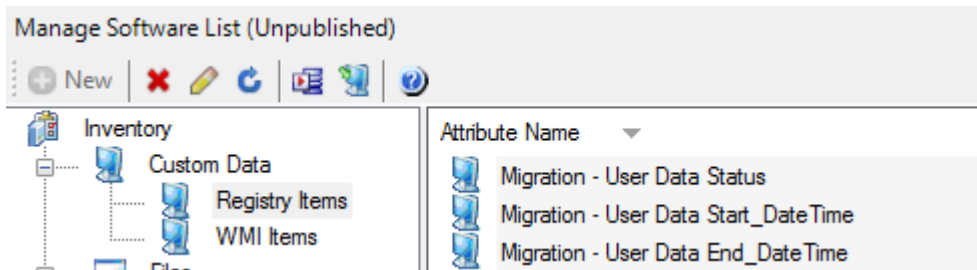 Manage Software List (Unpublished)
New
Inventory
Custom Data
Registry Items
WMI Items
Files
Attribute Name
Migration - User Data Status
Migration - User Data Start_DateTime
Migration - User Data End_DateTime